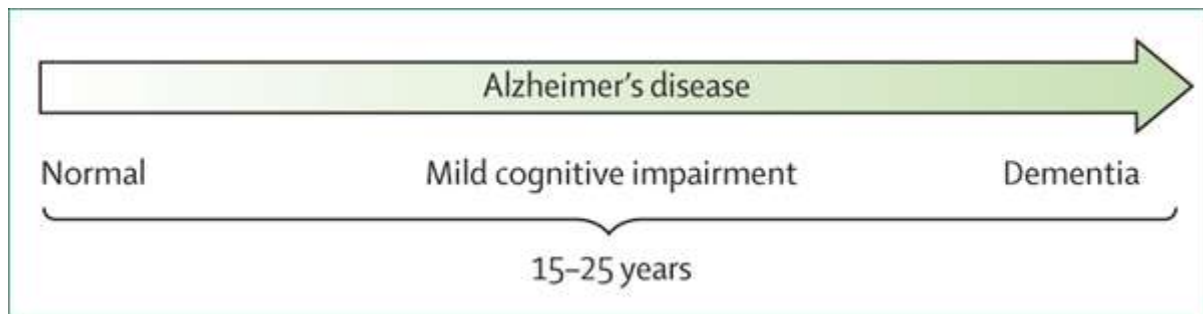 Alzheimer's disease
Normal Mild cognitive impairment Dementia
15–25 years